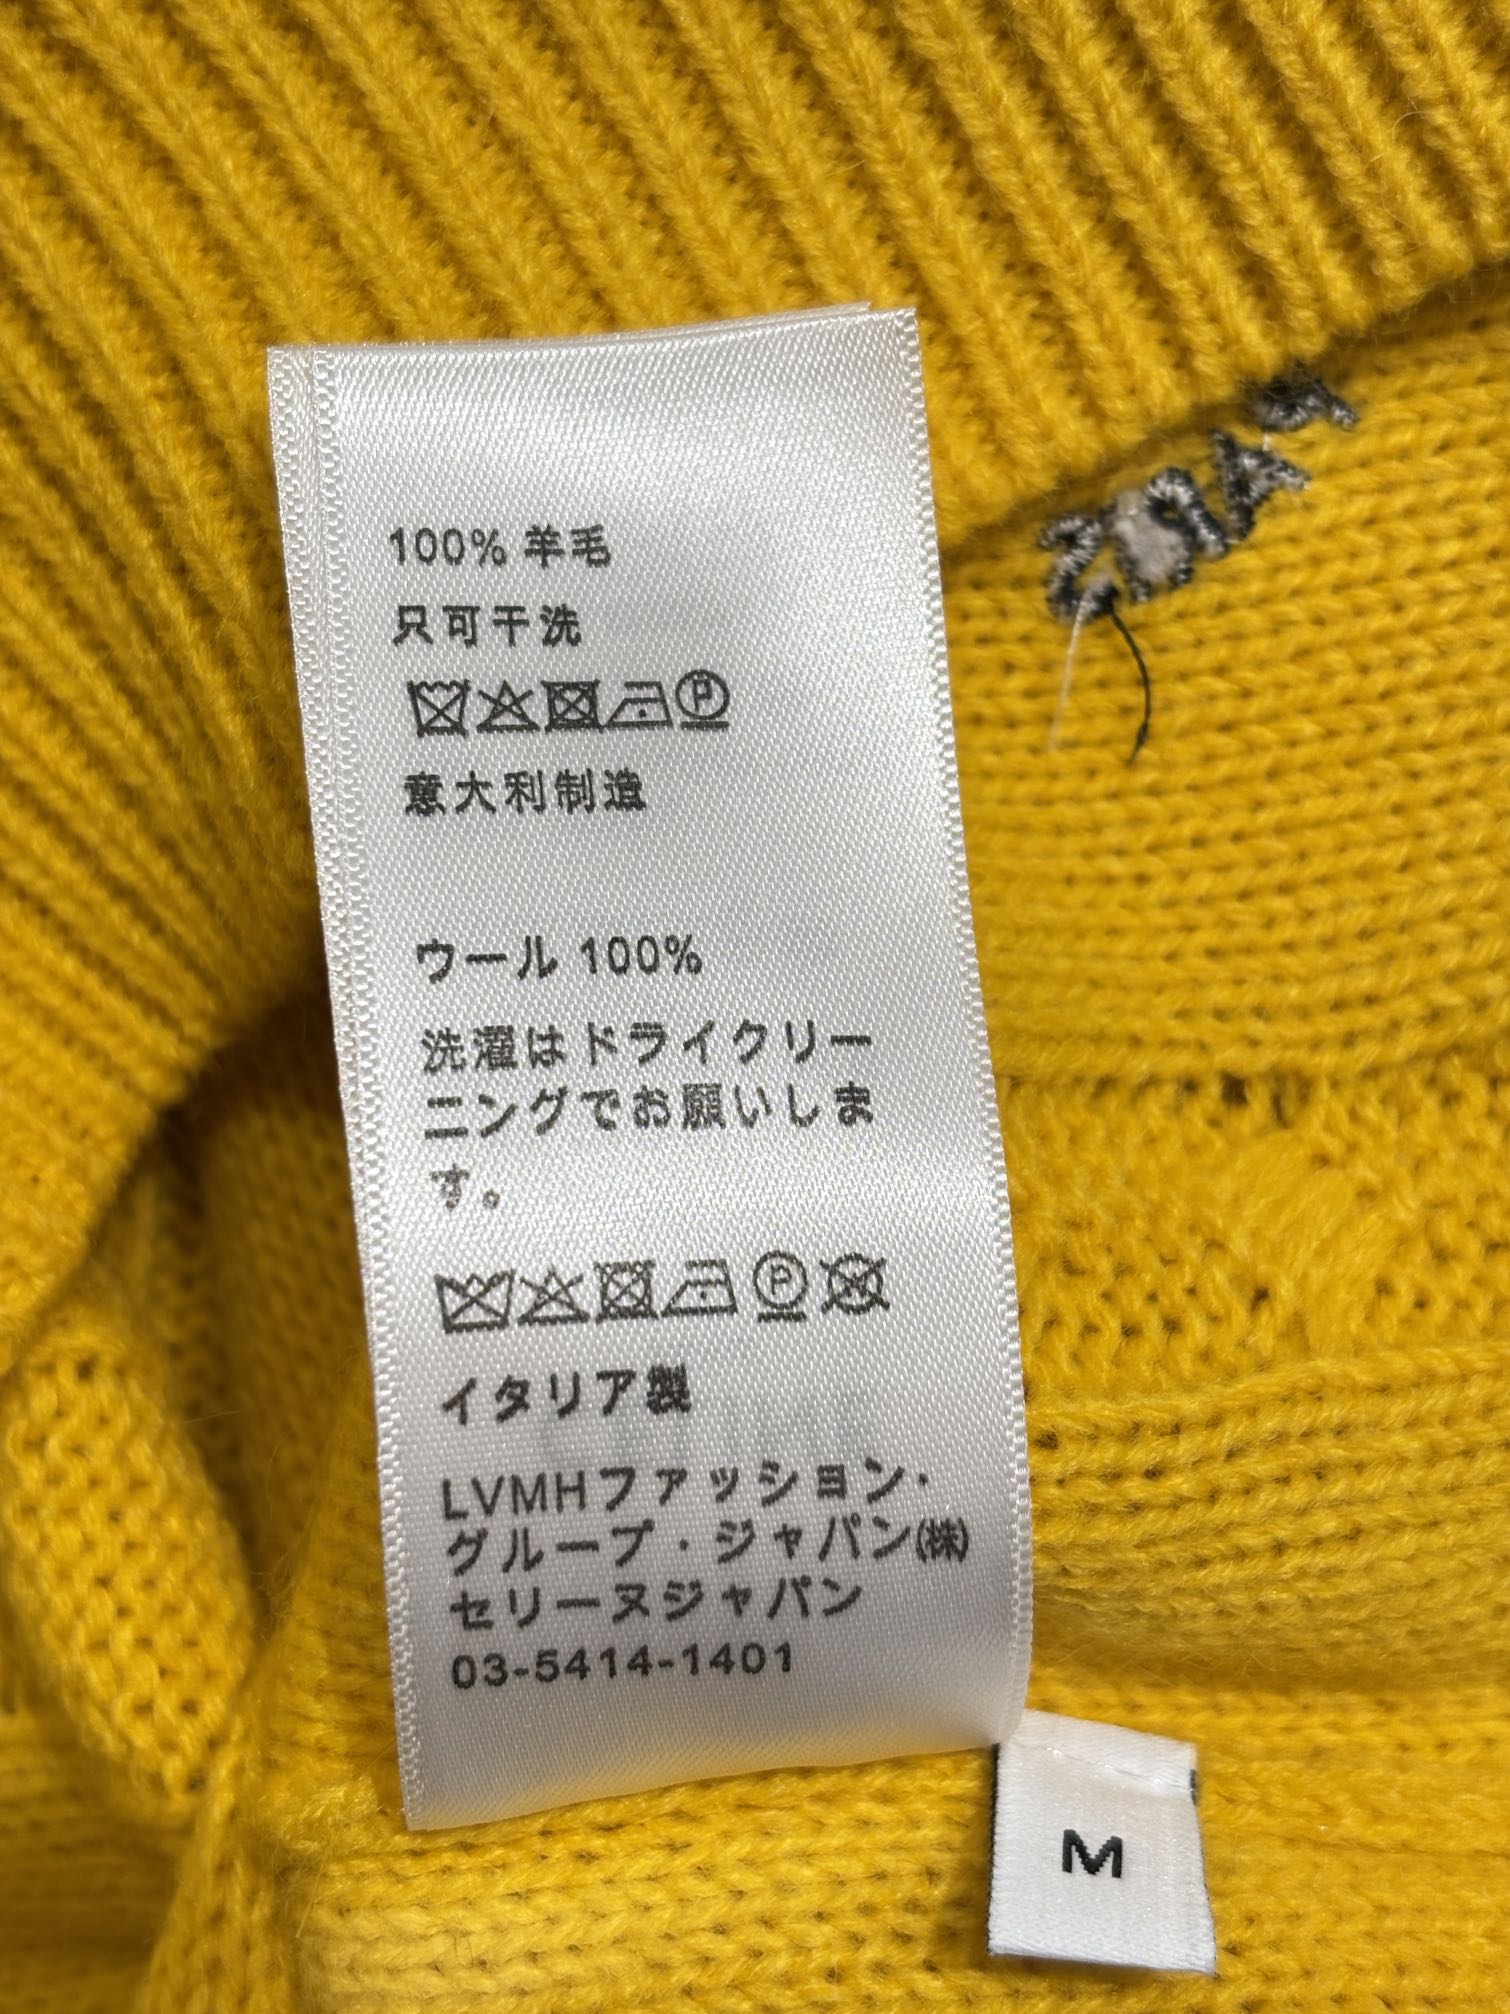 100% 羊毛
只可干洗
P
意大利制造
ウール 100%
洗濯はドライクリー
ニングでお願いしま
す。
P
イタリア製
LVMHファッション・
グループ・ジャパン(株)
セリーヌジャパン
03-5414-1401
M